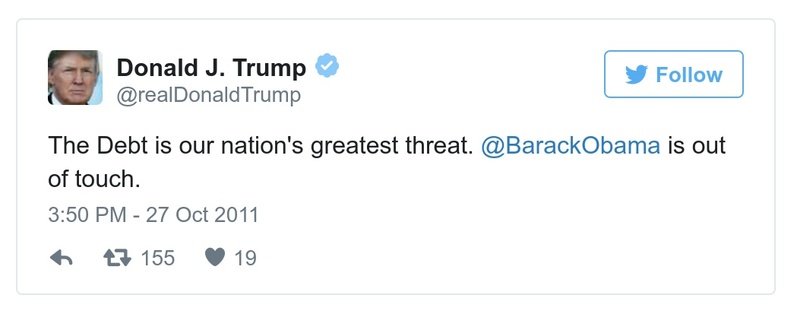 Donald J. Trump
@realDonaldTrump
Follow
The Debt is our nation's greatest threat. @BarackObama is out
of touch.
3:50 PM - 27 Oct 2011
155 19